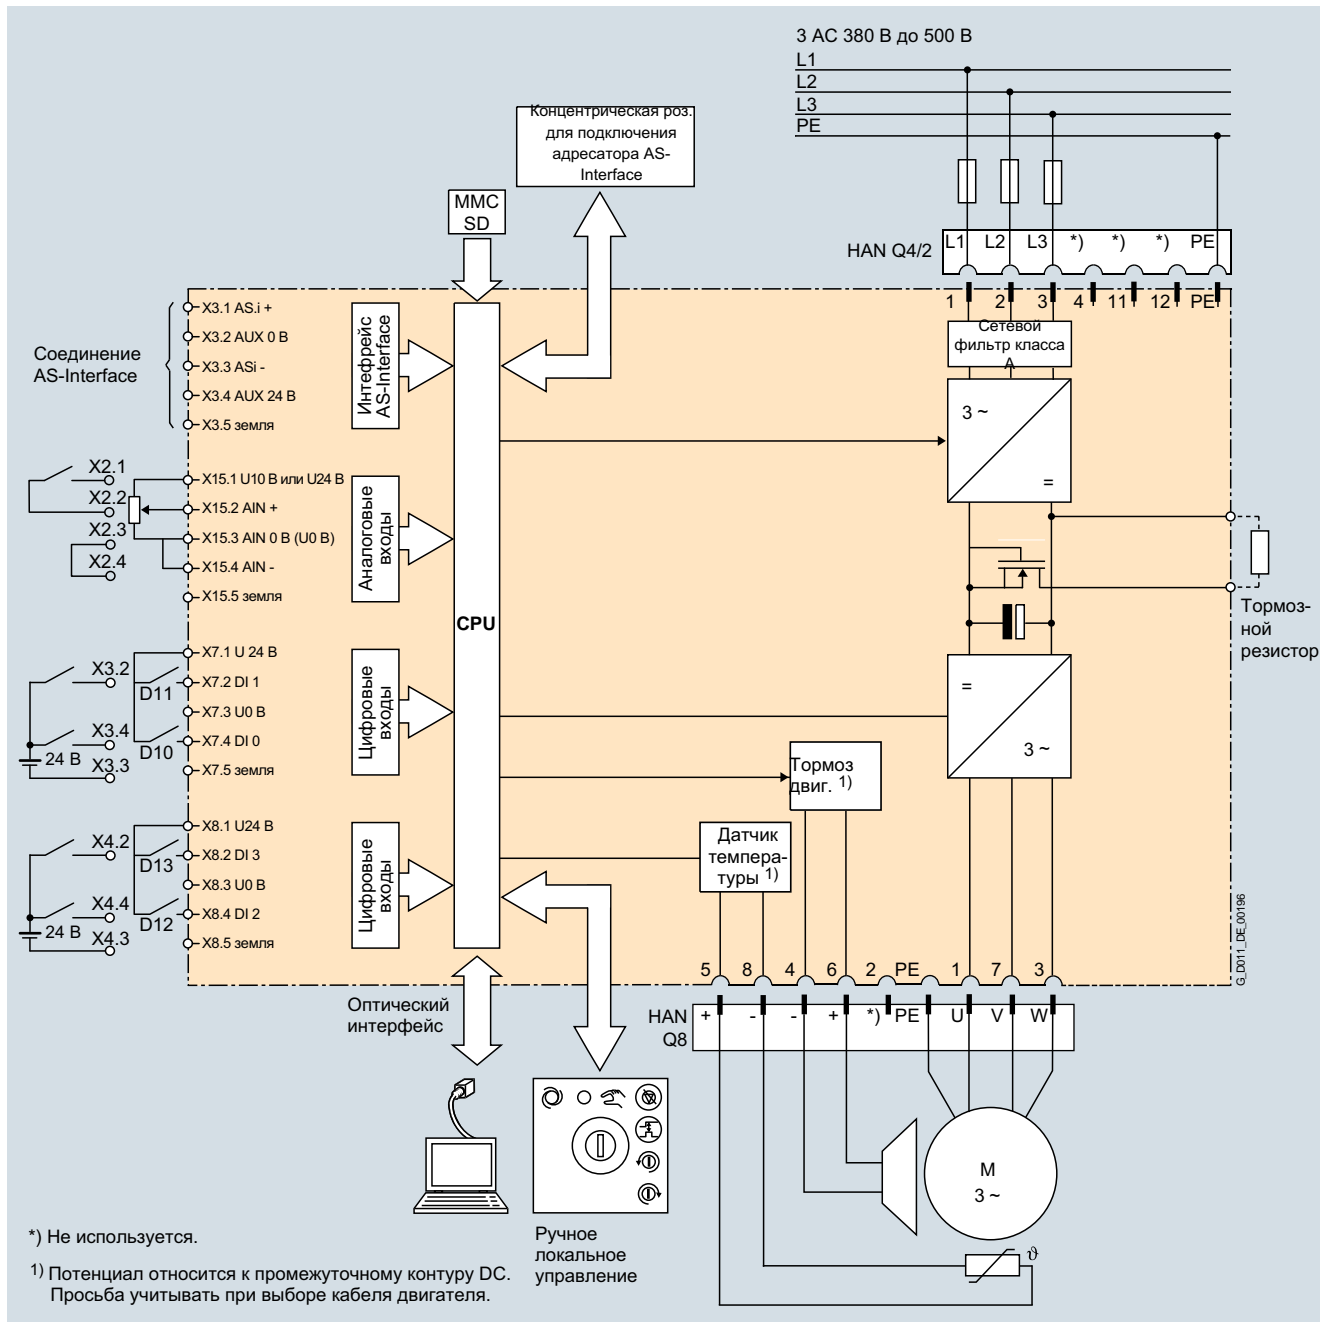 3 AC 380 В до 500 В
L1
L2
L3
PE
Концентрическая роз.
для подключения
адресатора AS-
Interface
MMC
SD
HAN Q4/2
L1 L2 L3 *) *) *) PE
1 2 3 4 11 12 PE
Соединение
AS-Interface
X3.1 AS.i +
X3.2 AUX 0 В
X3.3 ASi -
X3.4 AUX 24 В
X3.5 земля
Интефрейс
AS-Interface
Сетевой
фильтр класса
A
3 ~
=
X2.1
X2.2
X2.3
X2.4
X15.1 U10 В или U24 В
X15.2 AIN +
X15.3 AIN 0 В (U0 В)
X15.4 AIN -
X15.5 земля
Аналоговые
входы
CPU
Тормоз-
ной
резистор
X3.2
X3.4
X3.3
24 В
D11
D10
X7.1 U 24 В
X7.2 DI 1
X7.3 U0 В
X7.4 DI 0
X7.5 земля
Цифровые
входы
=
3 ~
Тормоз
двиг. 1)
X4.2
X4.4
X4.3
24 В
D13
D12
X8.1 U24 В
X8.2 DI 3
X8.3 U0 В
X8.4 DI 2
X8.5 земля
Цифровые
входы
Датчик
темпера-
туры 1)
G_D011_DE_00196
5 8 4 6 2 PE 1 7 3
HAN
Q8
+ - - + *) PE U V W
Оптический
интерфейс
M
3 ~
ϑ
Ручное
локальное
управление
*) Не используется.
1) Потенциал относится к промежуточному контуру DC.
Просьба учитывать при выборе кабеля двигателя.